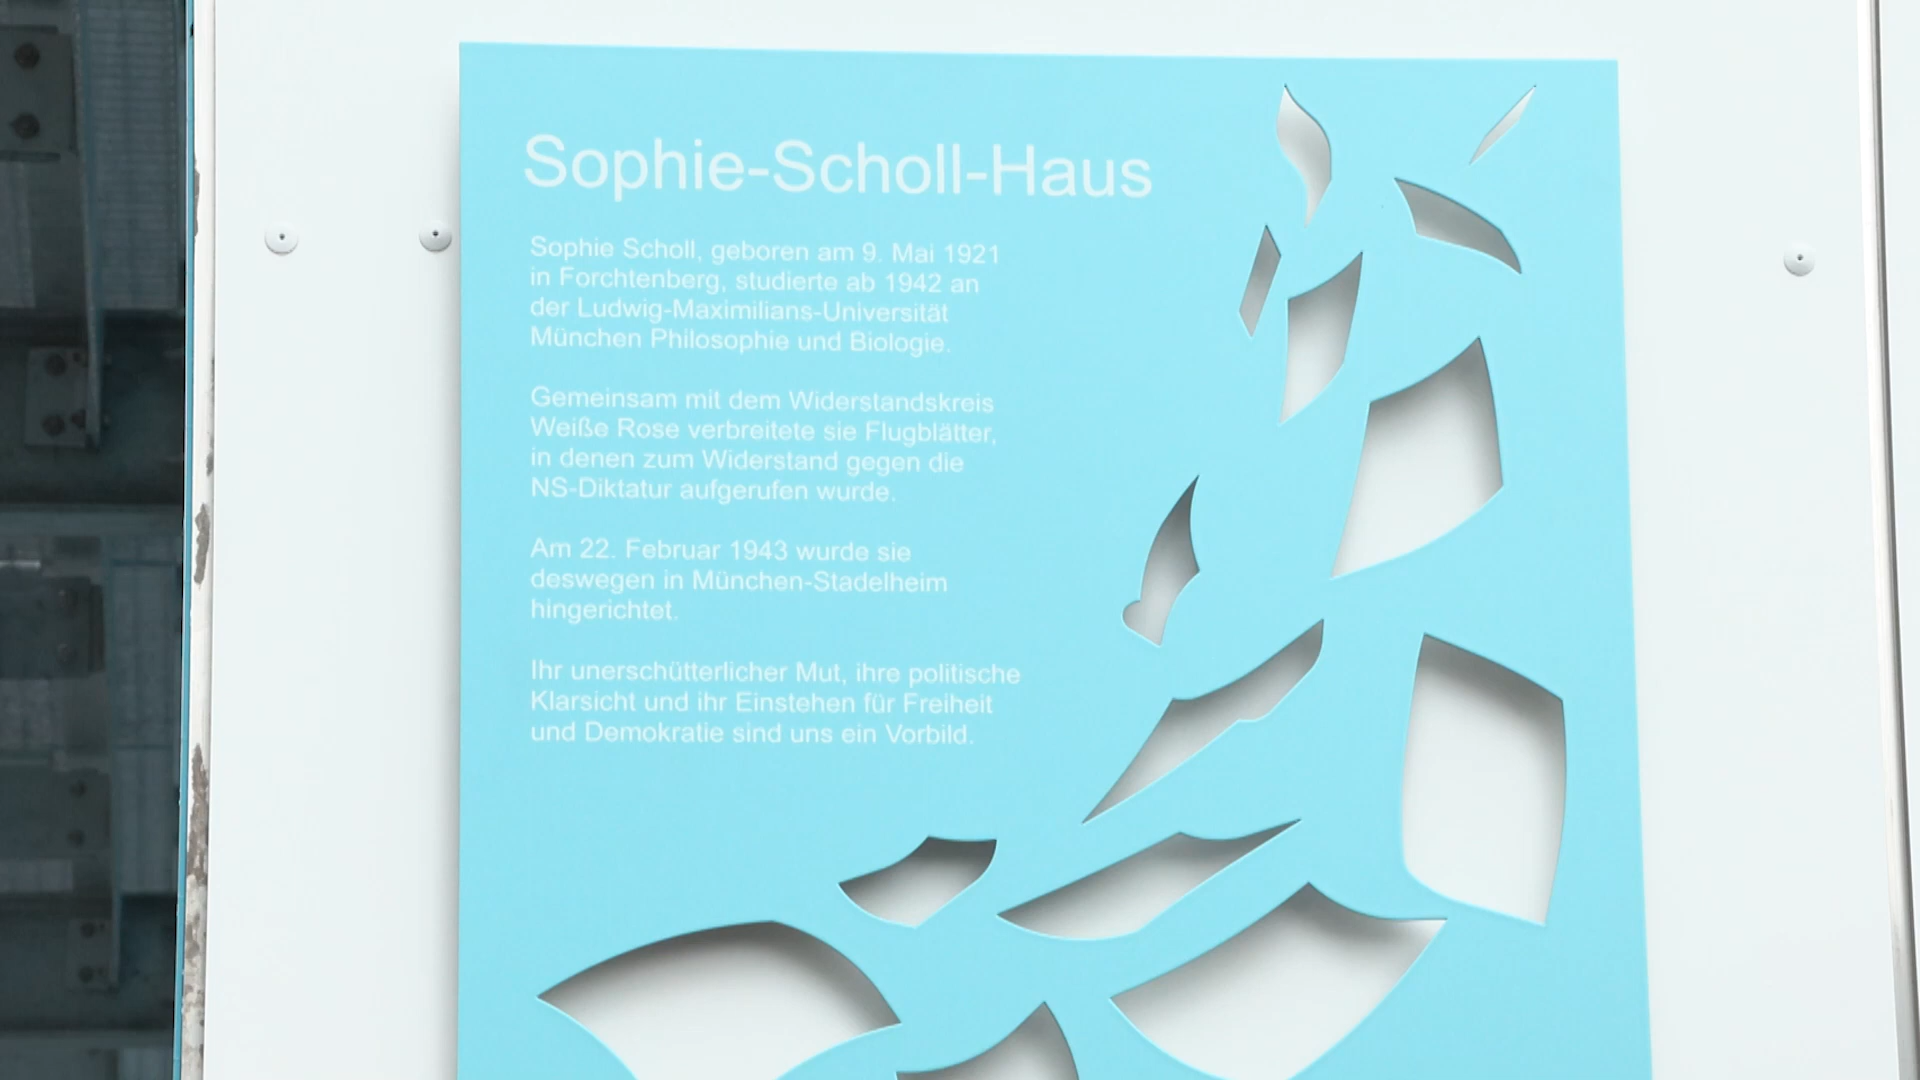 Sophie-Scholl-Haus
Sophie Scholl, geboren am 9. Mai 1921
in Forchtenberg, studierte ab 1942 an
der Ludwig-Maximilians-Universität
München Philosophie und Biologie.
Gemeinsam mit dem Widerstandskreis
Weiße Rose verbreitete sie Flugblätter,
in denen zum Widerstand gegen die
NS-Diktatur aufgerufen wurde.
Am 22. Februar 1943 wurde sie
deswegen in München-Stadelheim
hingerichtet.
Ihr unerschütterlicher Mut, ihre politische
Klarsicht und ihr Einstehen für Freiheit
und Demokratie sind uns ein Vorbild.